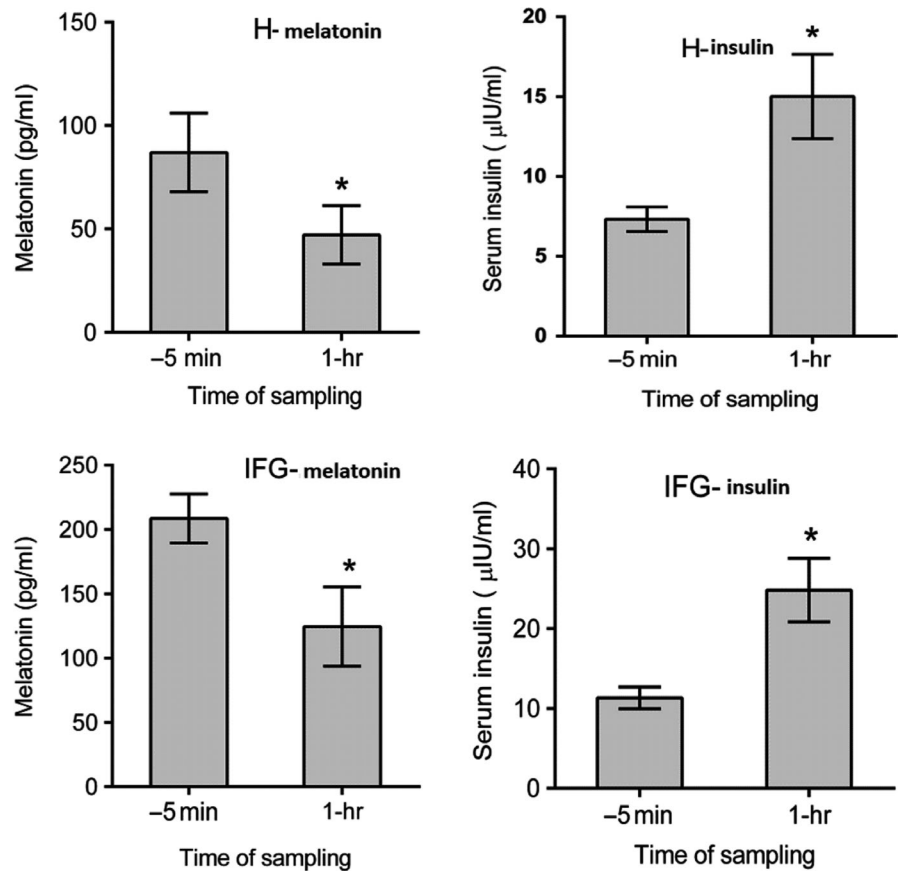 H- melatonin
Melatonin (pg/ml)
150
100
50
0
*
–5 min
1-hr
Time of sampling
H-insulin
Serum insulin ( μIU/ml)
20
15
10
5
0
*
–5 min
1-hr
Time of sampling
IFG- melatonin
Melatonin (pg/ml)
250
200
150
100
50
0
*
–5 min
1-hr
Time of sampling
IFG- insulin
Serum insulin ( μIU/ml)
40
30
20
10
0
*
–5 min
1-hr
Time of sampling